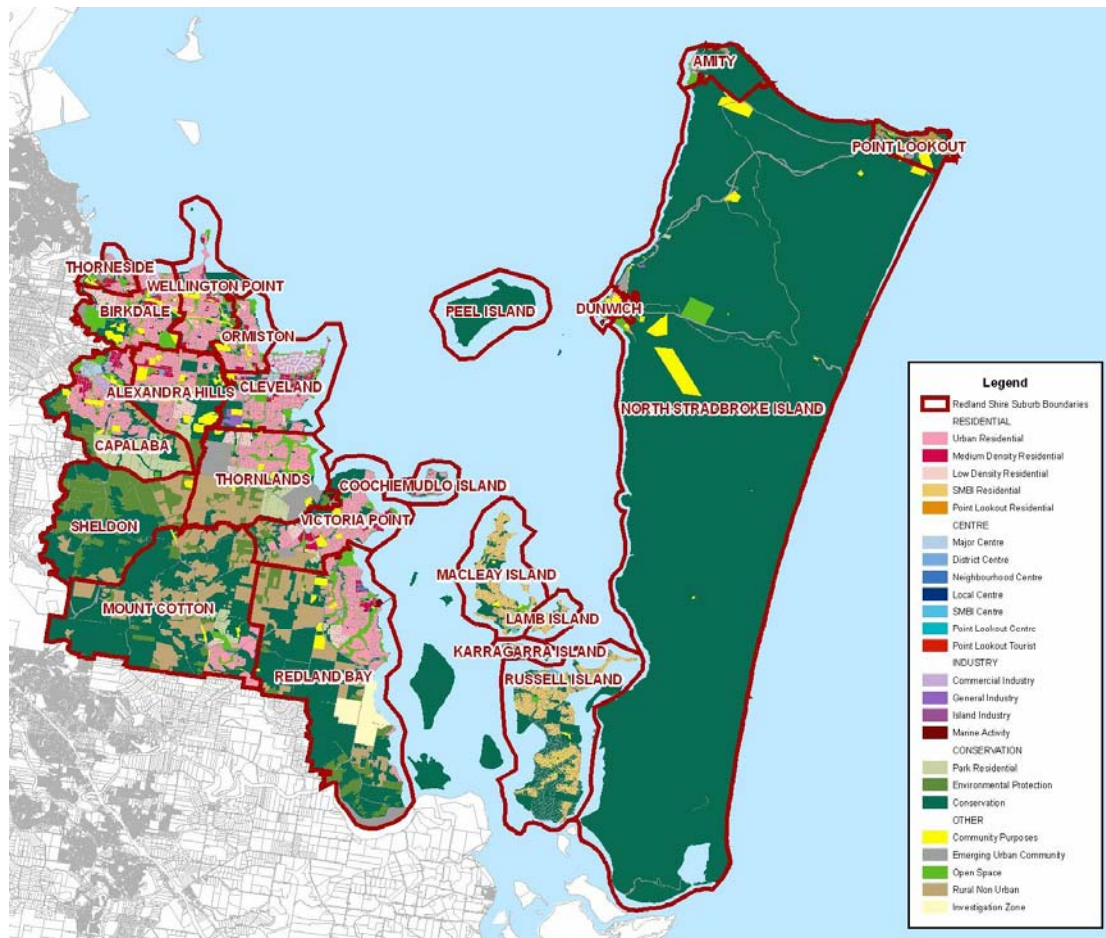 AMITY
POINT LOOKOUT
THORNESIDE
WELLINGTON POINT
BIRKDALE
ORMISTON
PEEL ISLAND
DUNWICH
ALEXANDRA HILLS
CLEVELAND
NORTH STRADBROKE ISLAND
CAPALABA
THORNLANDS
COOCHIEMUDLO ISLAND
SHELDON
VICTORIA POINT
MACLEAY ISLAND
MOUNT COTTON
LAMB ISLAND
KARRAGARRA ISLAND
REDLAND BAY
RUSSELL ISLAND
Legend
Redland Shire Suburb Boundaries
RESIDENTIAL
Urban Residential
Medium Density Residential
Low Density Residential
SMBI Residential
Point Lookout Residential
CENTRE
Major Centre
District Centre
Neighbourhood Centre
Local Centre
SMBI Centre
Point Lookout Centre
Point Lookout Tourist
INDUSTRY
Commercial Industry
General Industry
Island Industry
Marine Activity
CONSERVATION
Park Residential
Environmental Protection
Conservation
OTHER
Community Purposes
Emerging Urban Community
Open Space
Rural Non Urban
Investigation Zone